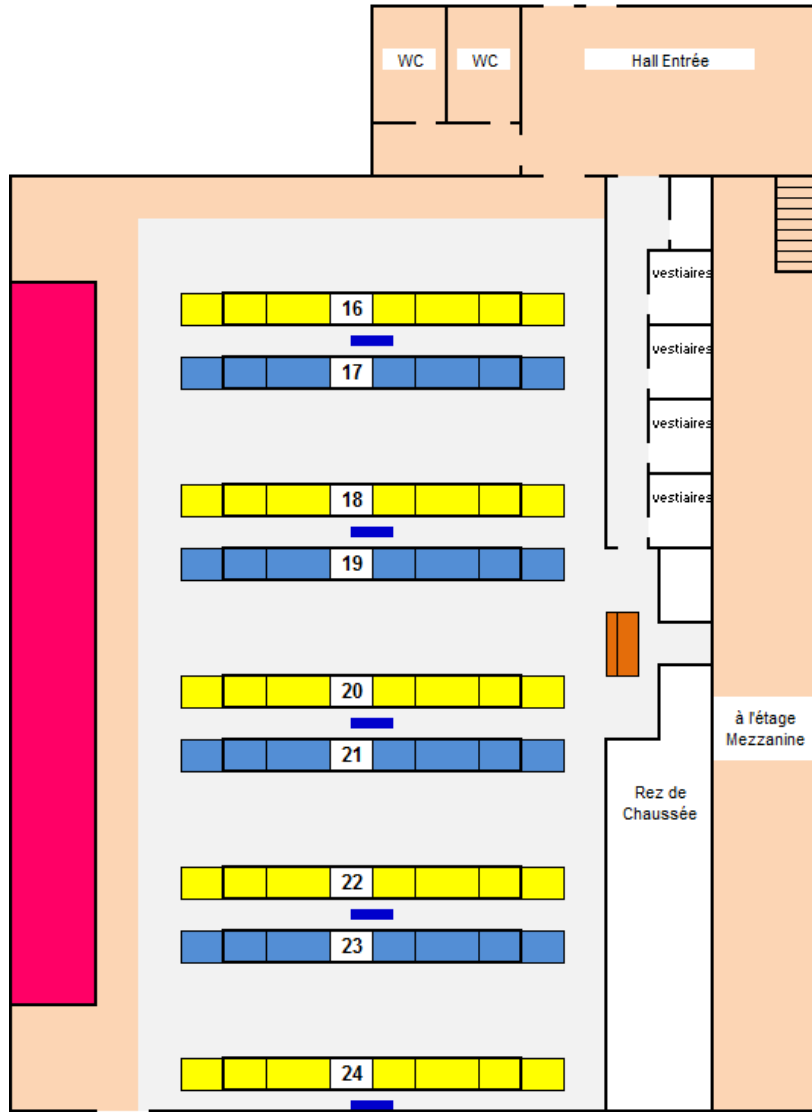 WC
WC
Hall Entrée
vestiaires
16
17
vestiaires
vestiaires
18
vestiaires
19
20
à l'étage
Mezzanine
21
Rez de
Chaussée
22
23
24